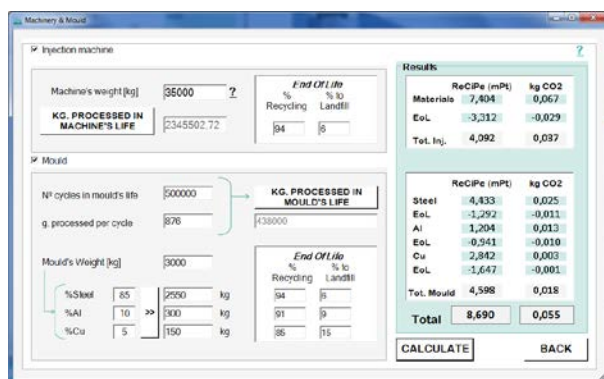 Machinery & Mould
Injection machine
?
Machine's weight [kg] 35000 ?
KG. PROCESSED IN MACHINE'S LIFE 2345502,72
End Of Life
% Recycling % to Landfill
94 6
Mould
Nº cycles in mould's life 500000
g. processed per cycle 876
KG. PROCESSED IN MOULD'S LIFE
438000
Mould's Weight [kg] 3000
%Steel 85 >> 2550 kg
%Al 10 300 kg
%Cu 5 150 kg
End Of Life
% Recycling % to Landfill
94 6
91 9
85 15
Results
ReCiPe (mPt) kg CO2
Materials 7,404 0,067
EoL -3,312 -0,029
Tot. Inj. 4,092 0,037
ReCiPe (mPt) kg CO2
Steel 4,433 0,025
EoL -1,292 -0,011
Al 1,204 0,013
EoL -0,941 -0,010
Cu 2,842 0,003
EoL -1,647 -0,001
Tot. Mould 4,598 0,018
Total 8,690 0,055
CALCULATE BACK